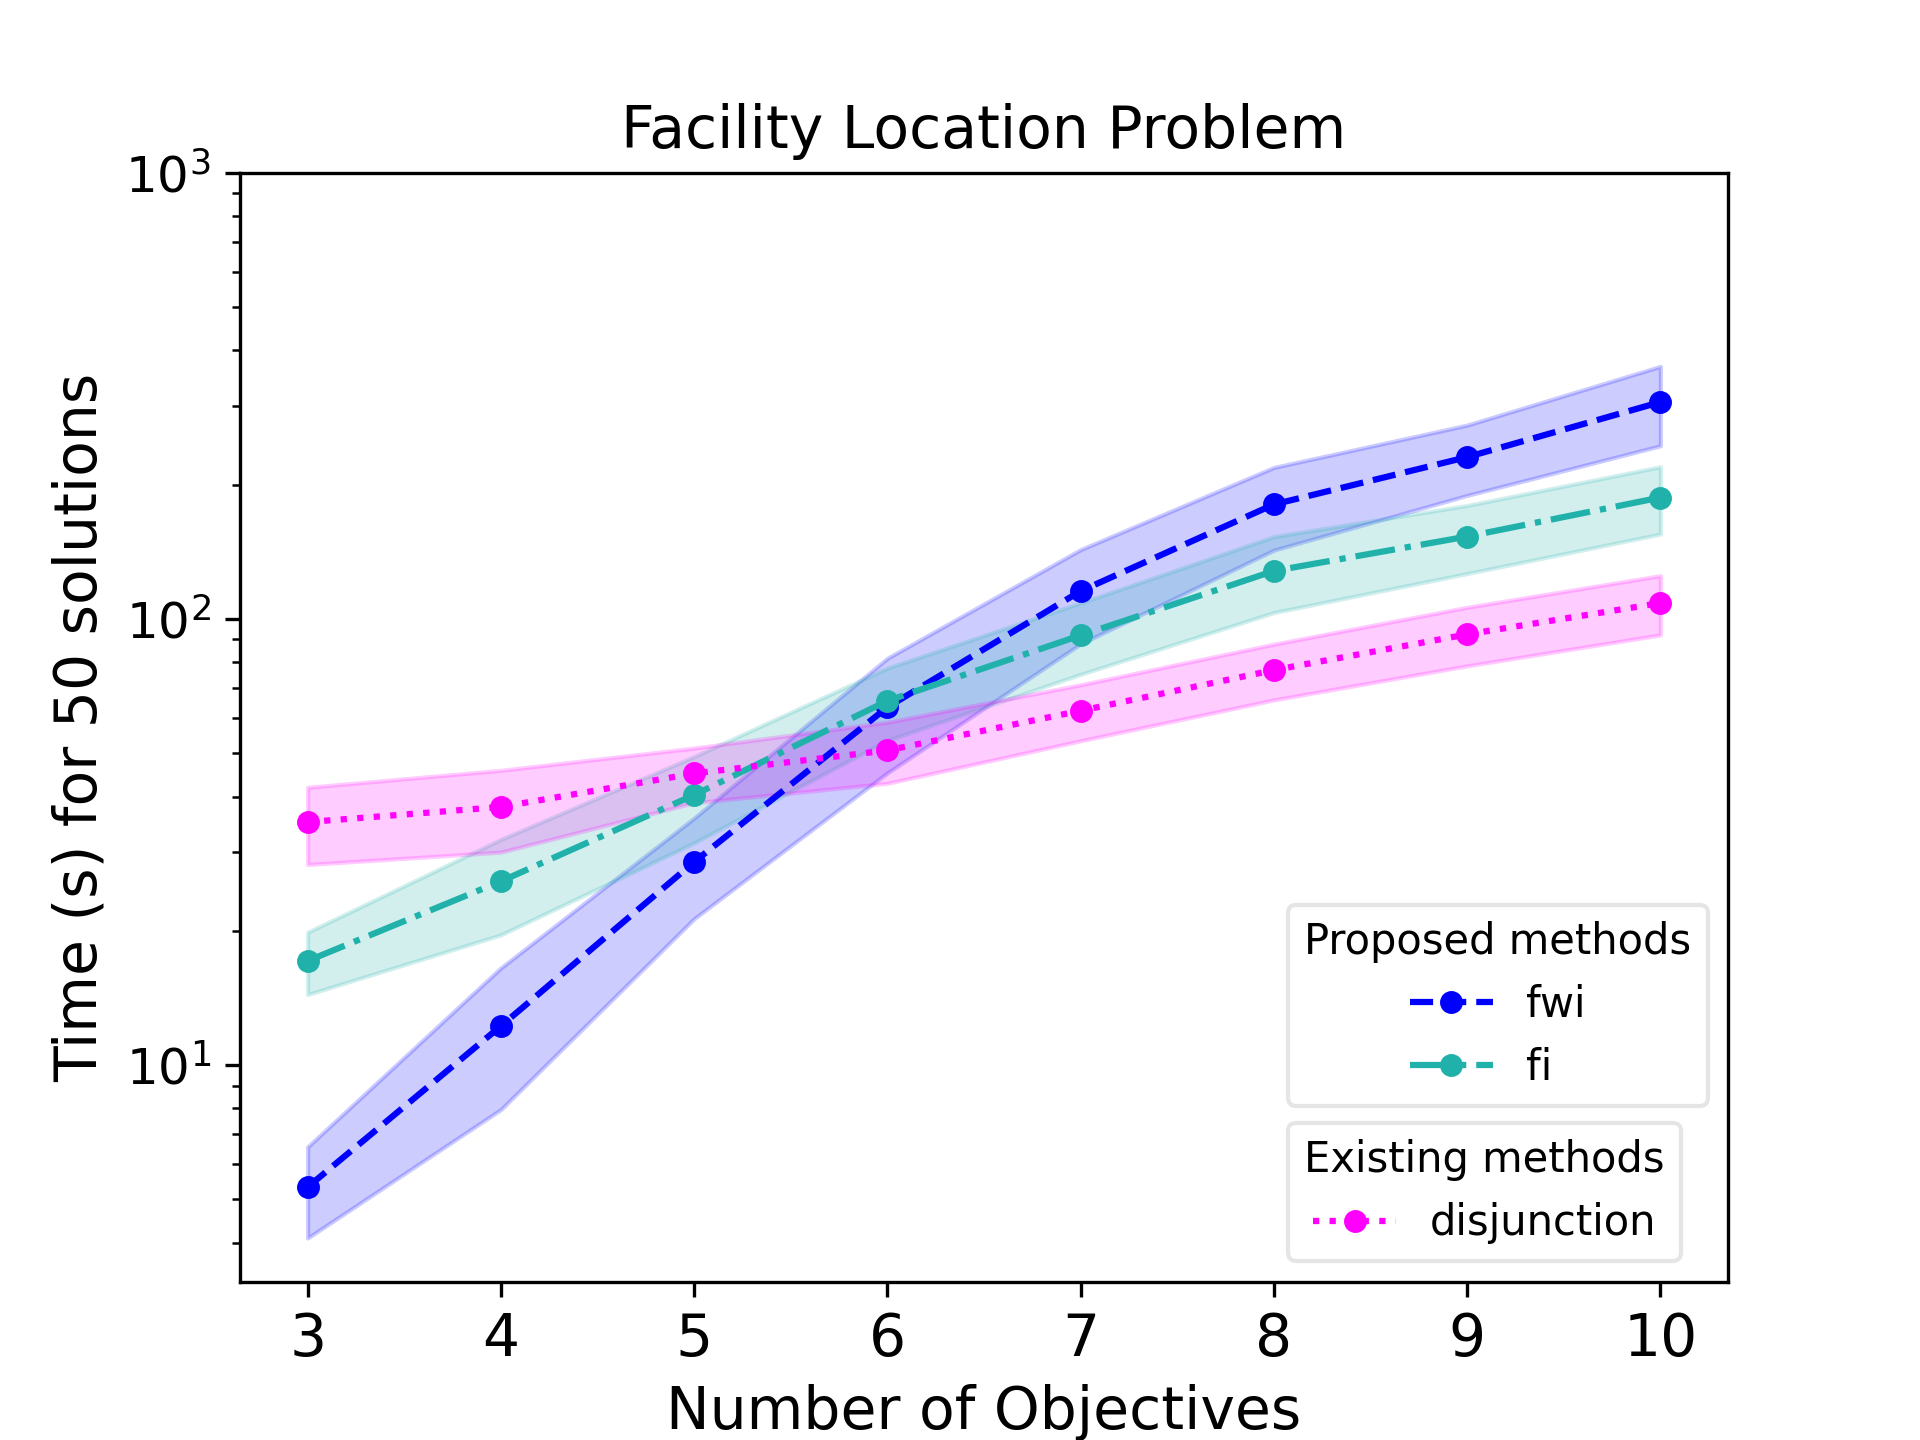 Facility Location Problem
Time (s) for 50 solutions
10³
10²
10¹
Proposed methods
fwi
fi
Existing methods
disjunction
3 4 5 6 7 8 9 10
Number of Objectives